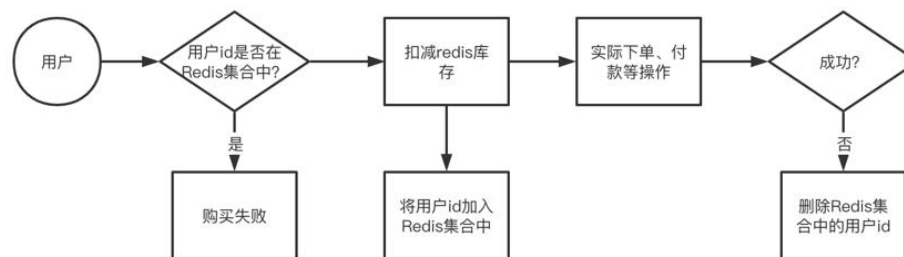 用户
用户id是否在
Redis集合中?
扣减redis库
存
实际下单、付
款等操作
成功?
是
否
购买失败
将用户id加入
Redis集合中
删除Redis集
合中的用户id